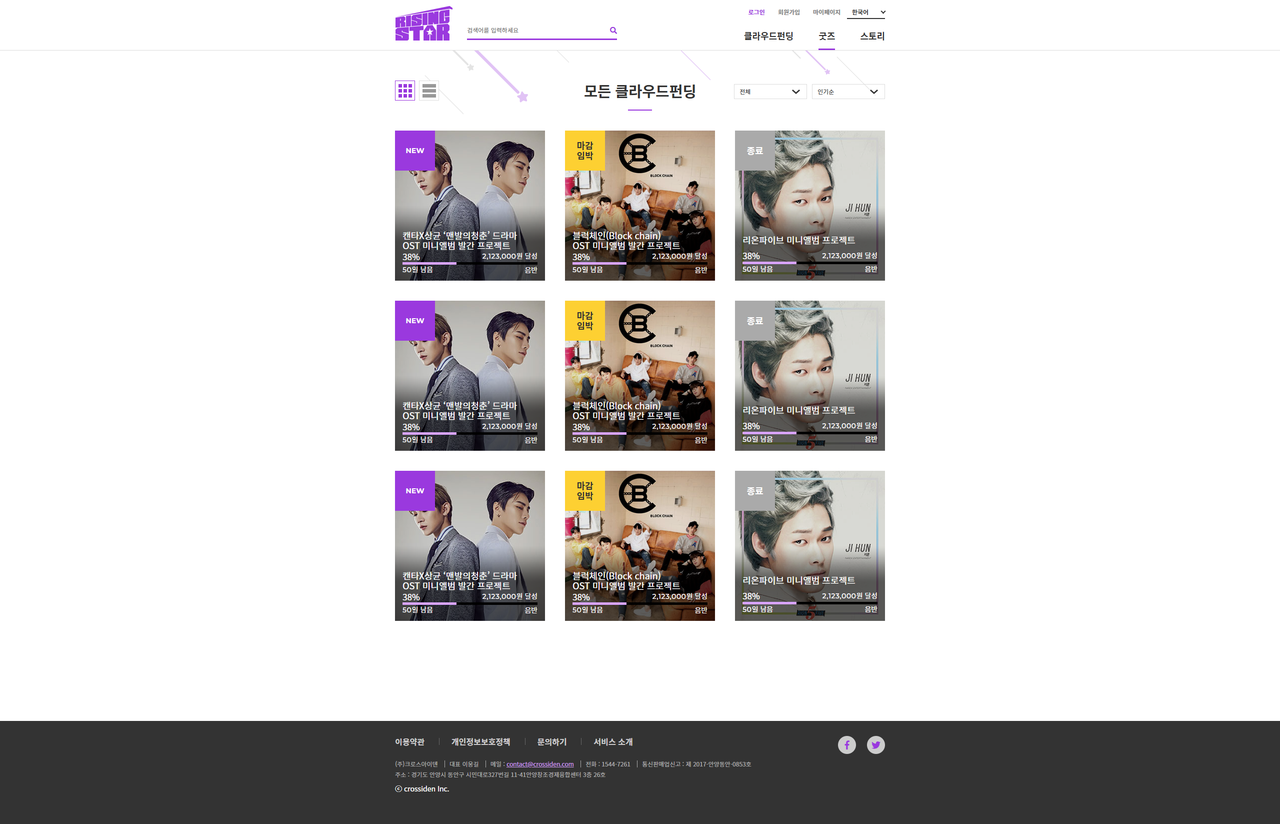 RISING
STAR
로그인 회원가입 마이페이지 한국어
검색어를 입력하세요
클라우드펀딩 굿즈 스토리
모든 클라우드펀딩
전체 인기순
NEW
캔타X상균 '맨발의청춘' 드라마
OST 미니앨범 발간 프로젝트
38% 2,123,000원 달성
50일 남음 음반
마감
임박
BLOCK CHAIN
블럭체인(Block chain)
OST 미니앨범 발간 프로젝트
38% 2,123,000원 달성
50일 남음 음반
종료
JI HUN
리온파이브 미니앨범 프로젝트
38% 2,123,000원 달성
50일 남음 음반
NEW
캔타X상균 '맨발의청춘' 드라마
OST 미니앨범 발간 프로젝트
38% 2,123,000원 달성
50일 남음 음반
마감
임박
BLOCK CHAIN
블럭체인(Block chain)
OST 미니앨범 발간 프로젝트
38% 2,123,000원 달성
50일 남음 음반
종료
JI HUN
리온파이브 미니앨범 프로젝트
38% 2,123,000원 달성
50일 남음 음반
NEW
캔타X상균 '맨발의청춘' 드라마
OST 미니앨범 발간 프로젝트
38% 2,123,000원 달성
50일 남음 음반
마감
임박
BLOCK CHAIN
블럭체인(Block chain)
OST 미니앨범 발간 프로젝트
38% 2,123,000원 달성
50일 남음 음반
종료
JI HUN
리온파이브 미니앨범 프로젝트
38% 2,123,000원 달성
50일 남음 음반
이용약관 | 개인정보보호정책 | 문의하기 | 서비스 소개
(주)크로스아이덴 | 대표 이용길 | 메일 : contact@crossiden.com | 전화 : 1544-7261 | 통신판매업신고 : 제 2017-안양동안-0853호
주소 : 경기도 안양시 동안구 시민대로327번길 11-41안양창조경제융합센터 3층 26호
ⓒ crossiden Inc.